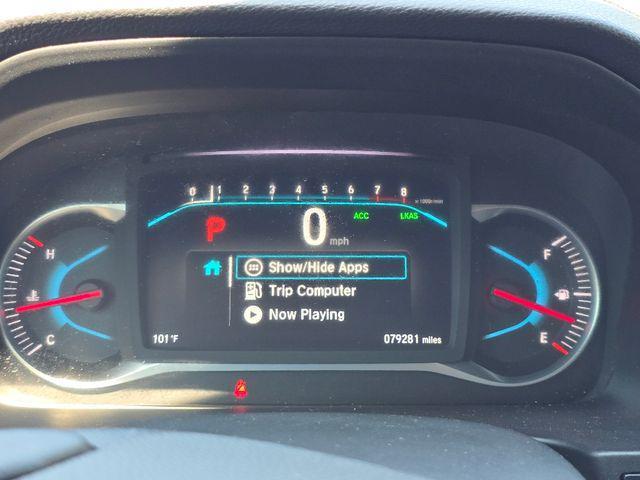 0 1 2 3 4 5 6 7 8
x 1000r/min
P 0 mph ACC LKAS
H
C
F
E
Show/Hide Apps
Trip Computer
Now Playing
101°F
079281 miles